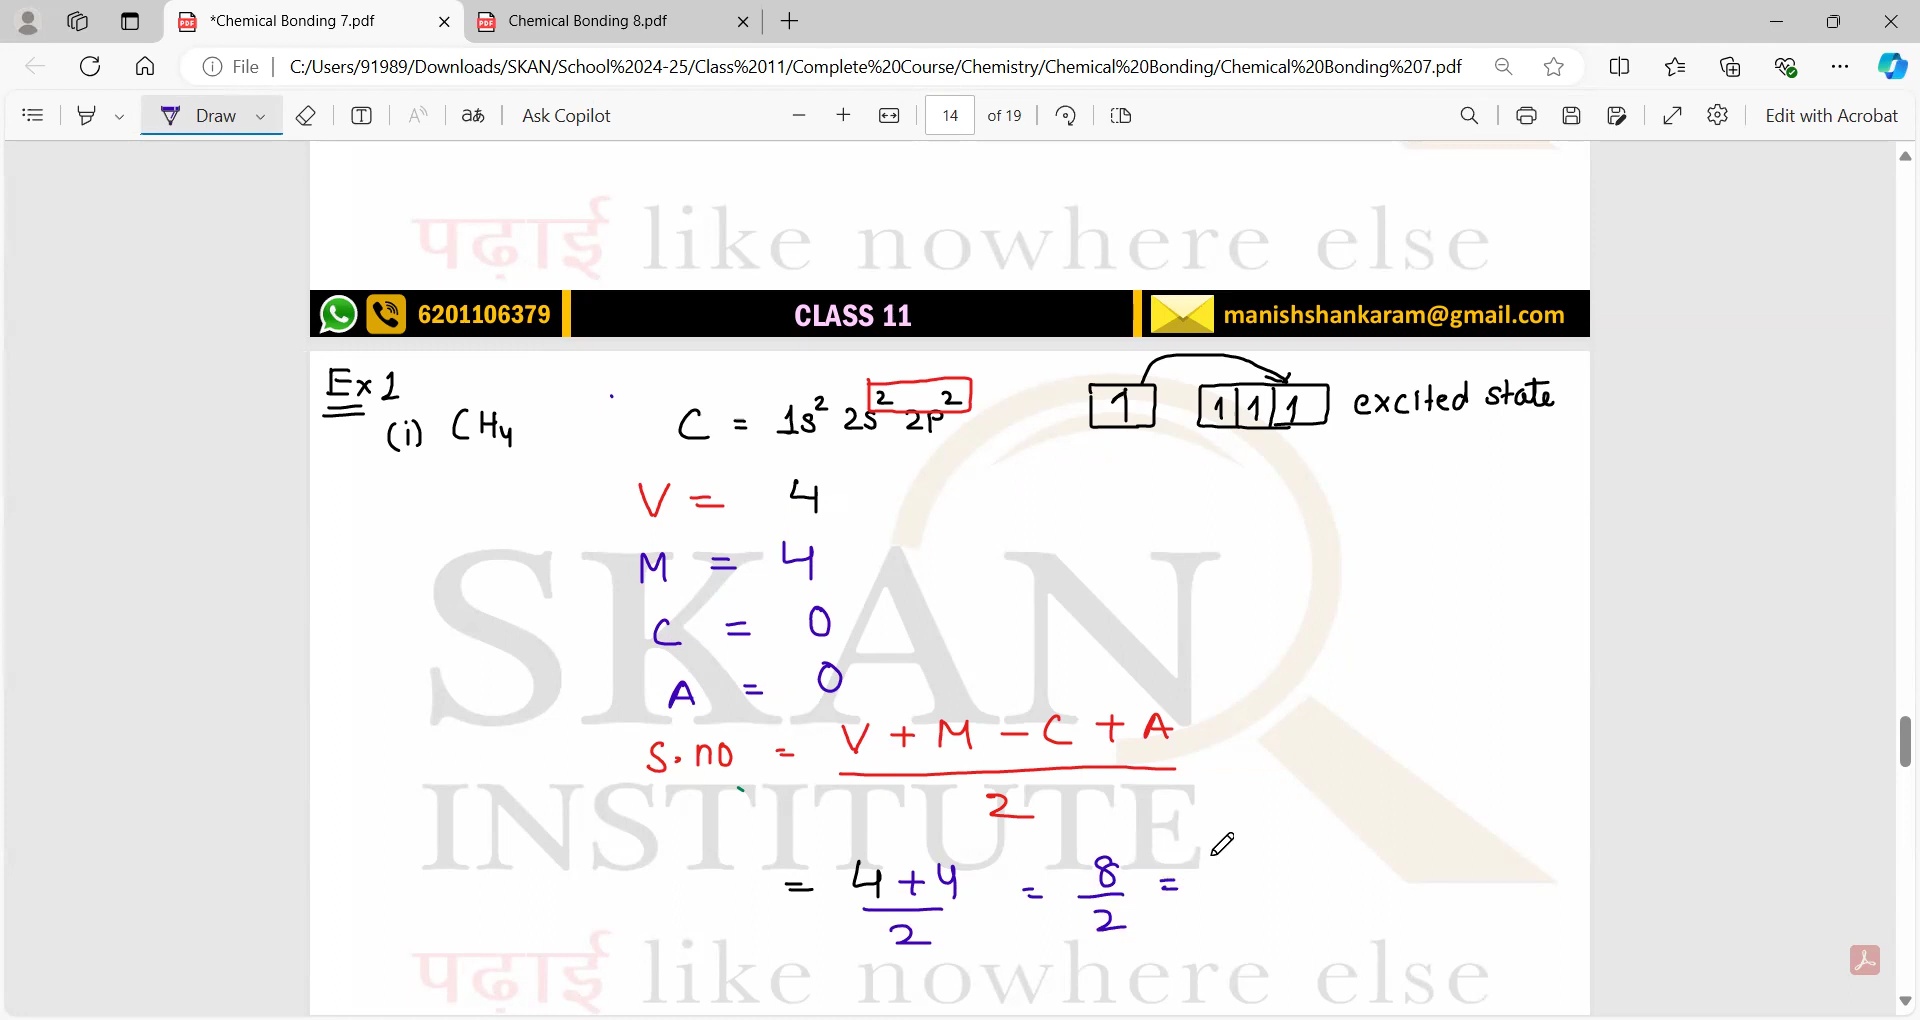 *Chemical Bonding 7.pdf
Chemical Bonding 8.pdf
File
C:/Users/91989/Downloads/SKAN/School%2024-25/Class%2011/Complete%20Course/Chemistry/Chemical%20Bonding/Chemical%20Bonding%207.pdf
Draw
Ask Copilot
14 of 19
Edit with Acrobat
पढ़ाई like nowhere else
6201106379
CLASS 11
manishshankaram@gmail.com
Ex 1
(i) CH4
C = 1s² 2s² 2p²
1 1 1 1 excited state
V = 4
M = 4
C = 0
A = 0
S.no = V + M - C + A
2
= 4+4 = 8 =
2 2
SKAN
INSTITUTE
पढ़ाई like nowhere else